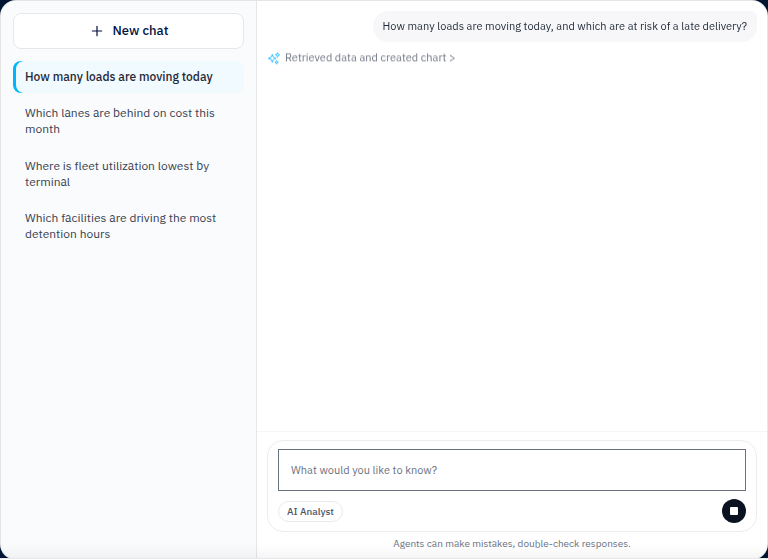 New chat
How many loads are moving today
Which lanes are behind on cost this
month
Where is fleet utilization lowest by
terminal
Which facilities are driving the most
detention hours
How many loads are moving today, and which are at risk of a late delivery?
Retrieved data and created chart >
What would you like to know?
AI Analyst
Agents can make mistakes, double-check responses.